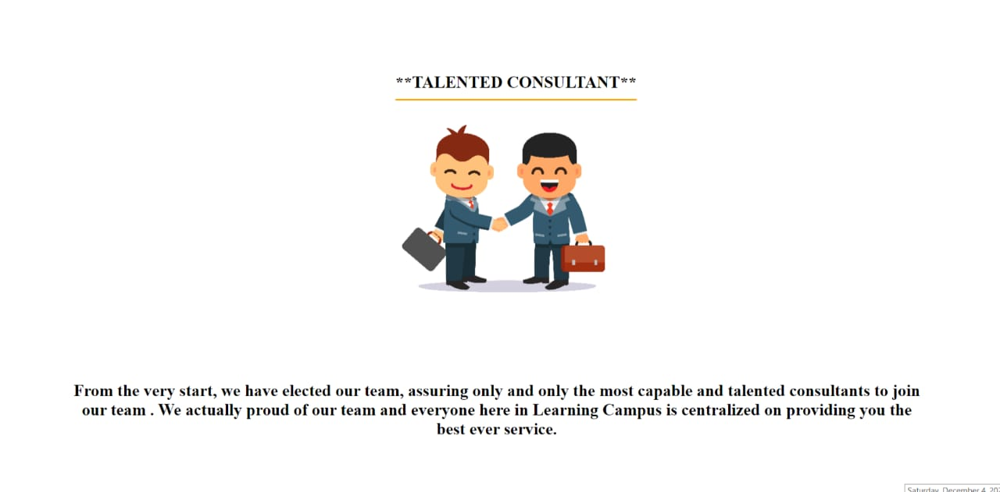 **TALENTED CONSULTANT**
From the very start, we have elected our team, assuring only and only the most capable and talented consultants to join
our team . We actually proud of our team and everyone here in Learning Campus is centralized on providing you the
best ever service.
Saturday, December 4,